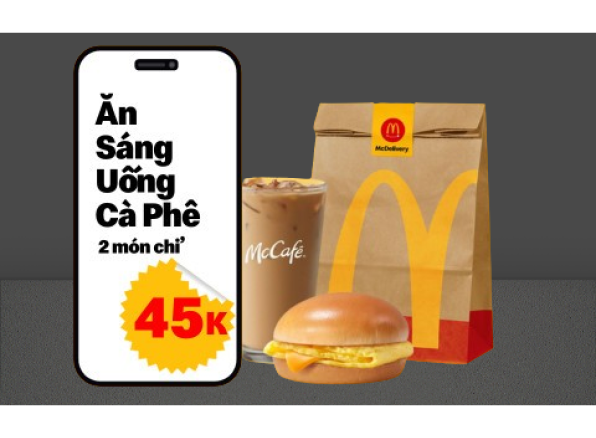 Ăn
Sáng
Uống
Cà Phê
2 món chỉ
45K
McCafé
McDelivery